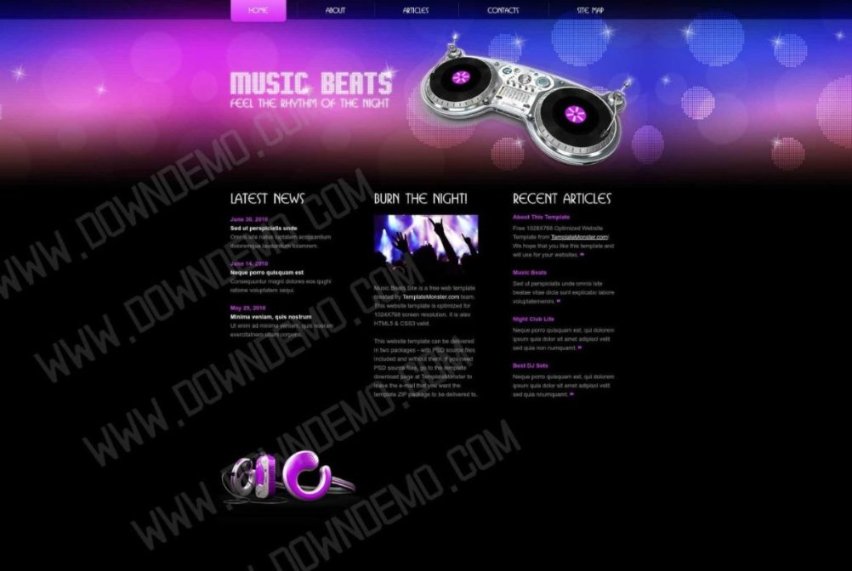 HOME
ABOUT
ARTICLES
CONTACTS
SITE MAP
MUSIC BEATS
FEEL THE RHYTHM OF THE NIGHT
LATEST NEWS
June 30, 2010
Sed ut perspiciatis unde
Omnis iste natus error sit voluptatem accusantium
doloremque laudantium totam rem.
June 14, 2010
Neque porro quisquam est
Consequuntur magni dolores eos qui
ratione voluptatem sequi.
May 29, 2010
Minima veniam, quis nostrum
Ut enim ad minima veniam, quis nostrum
exercitationem ullam corporis.
BURN THE NIGHT!
Music Beats Site is a free web template
created by TemplateMonster.com team.
This website template is optimized for
1024X768 screen resolution. It is also
HTML5 & CSS3 valid.
This website template can be delivered
in two packages - with PSD source files
included and without them. If you need
PSD source files, go to the template
download page at TemplateMonster to
leave the e-mail that you want the
template ZIP package to be delivered to.
RECENT ARTICLES
About This Template
Free 1024X768 Optimized Website
Template from TemplateMonster.com!
We hope that you like this template and
will use for your websites.
Music Beats
Sed ut perspiciatis unde omnis iste
beatae vitae dicta sunt explicabo labore
voluptatem
Night Club Life
Neque porro quisquam est, qui dolorem
ipsum quia dolor sit amet adipisci velit
sed quia non numquam.
Best DJ Sets
Neque porro quisquam est, qui dolorem
ipsum quia dolor sit amet adipisci velit
sed quia
WWW.DOWNDEMO.COM
WWW.DOWNDEMO.COM
WWW.DOWNDEMO.COM
WWW.DOWNDEMO.COM
WWW.DOWNDEMO.COM